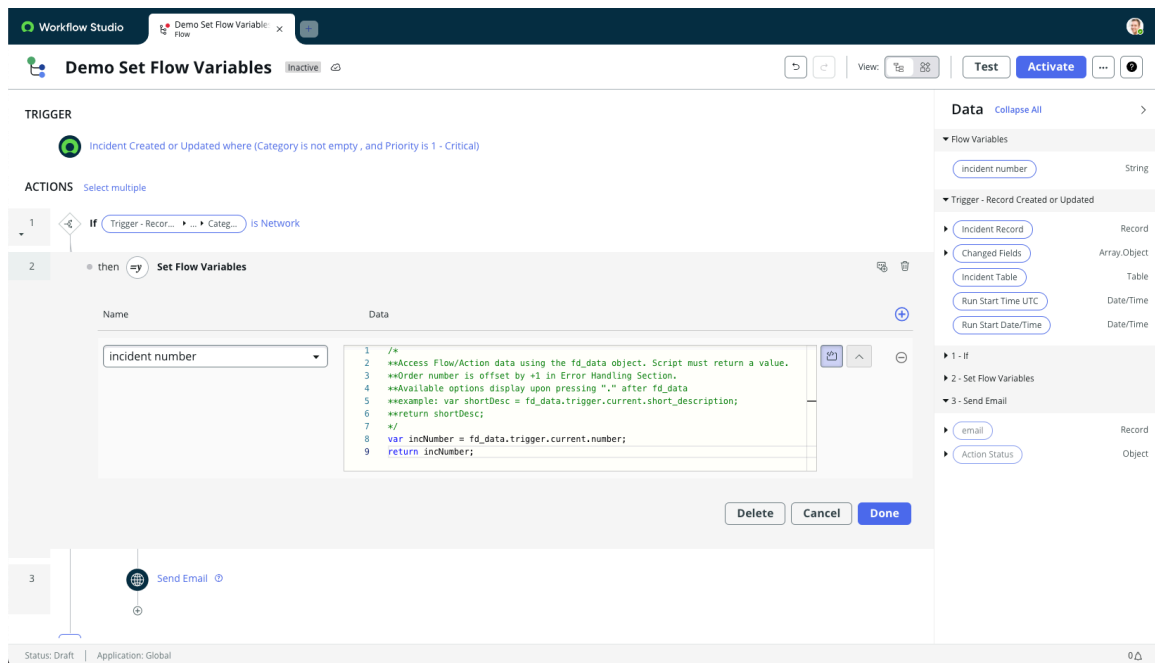 Workflow Studio
Demo Set Flow Variable
Flow
Demo Set Flow Variables Inactive
View: Test Activate
TRIGGER
Incident Created or Updated where (Category is not empty , and Priority is 1 - Critical)
ACTIONS Select multiple
1 If Trigger - Recor... ... Categ... is Network
2 then =y Set Flow Variables
Name Data
incident number
1 /*
2 **Access Flow/Action data using the fd_data object. Script must return a value.
3 **Order number is offset by +1 in Error Handling Section.
4 **Available options display upon pressing "." after fd_data
5 **example: var shortDesc = fd_data.trigger.current.short_description;
6 **return shortDesc;
7 */
8 var incNumber = fd_data.trigger.current.number;
9 return incNumber;
Delete Cancel Done
3 Send Email
Data Collapse All
Flow Variables
incident number String
Trigger - Record Created or Updated
Incident Record Record
Changed Fields Array.Object
Incident Table Table
Run Start Time UTC Date/Time
Run Start Date/Time Date/Time
1 - If
2 - Set Flow Variables
3 - Send Email
email Record
Action Status Object
Status: Draft Application: Global 0